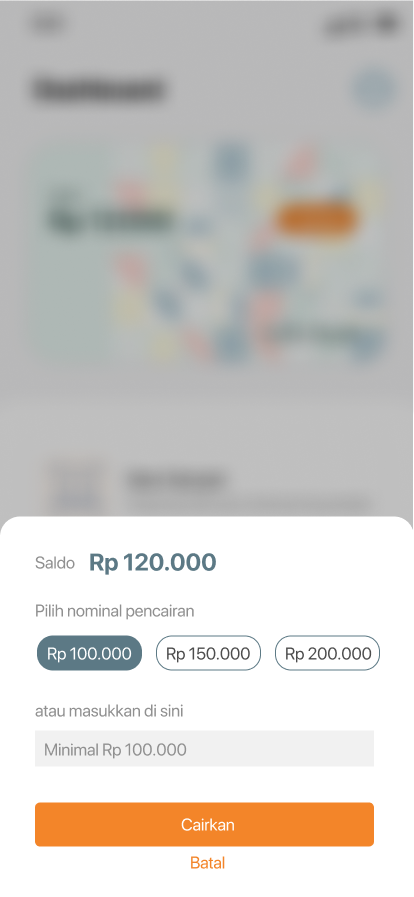 Dashboard
Saldo Rp 120.000
Pilih nominal pencairan
Rp 100.000 Rp 150.000 Rp 200.000
atau masukkan di sini
Minimal Rp 100.000
Cairkan
Batal